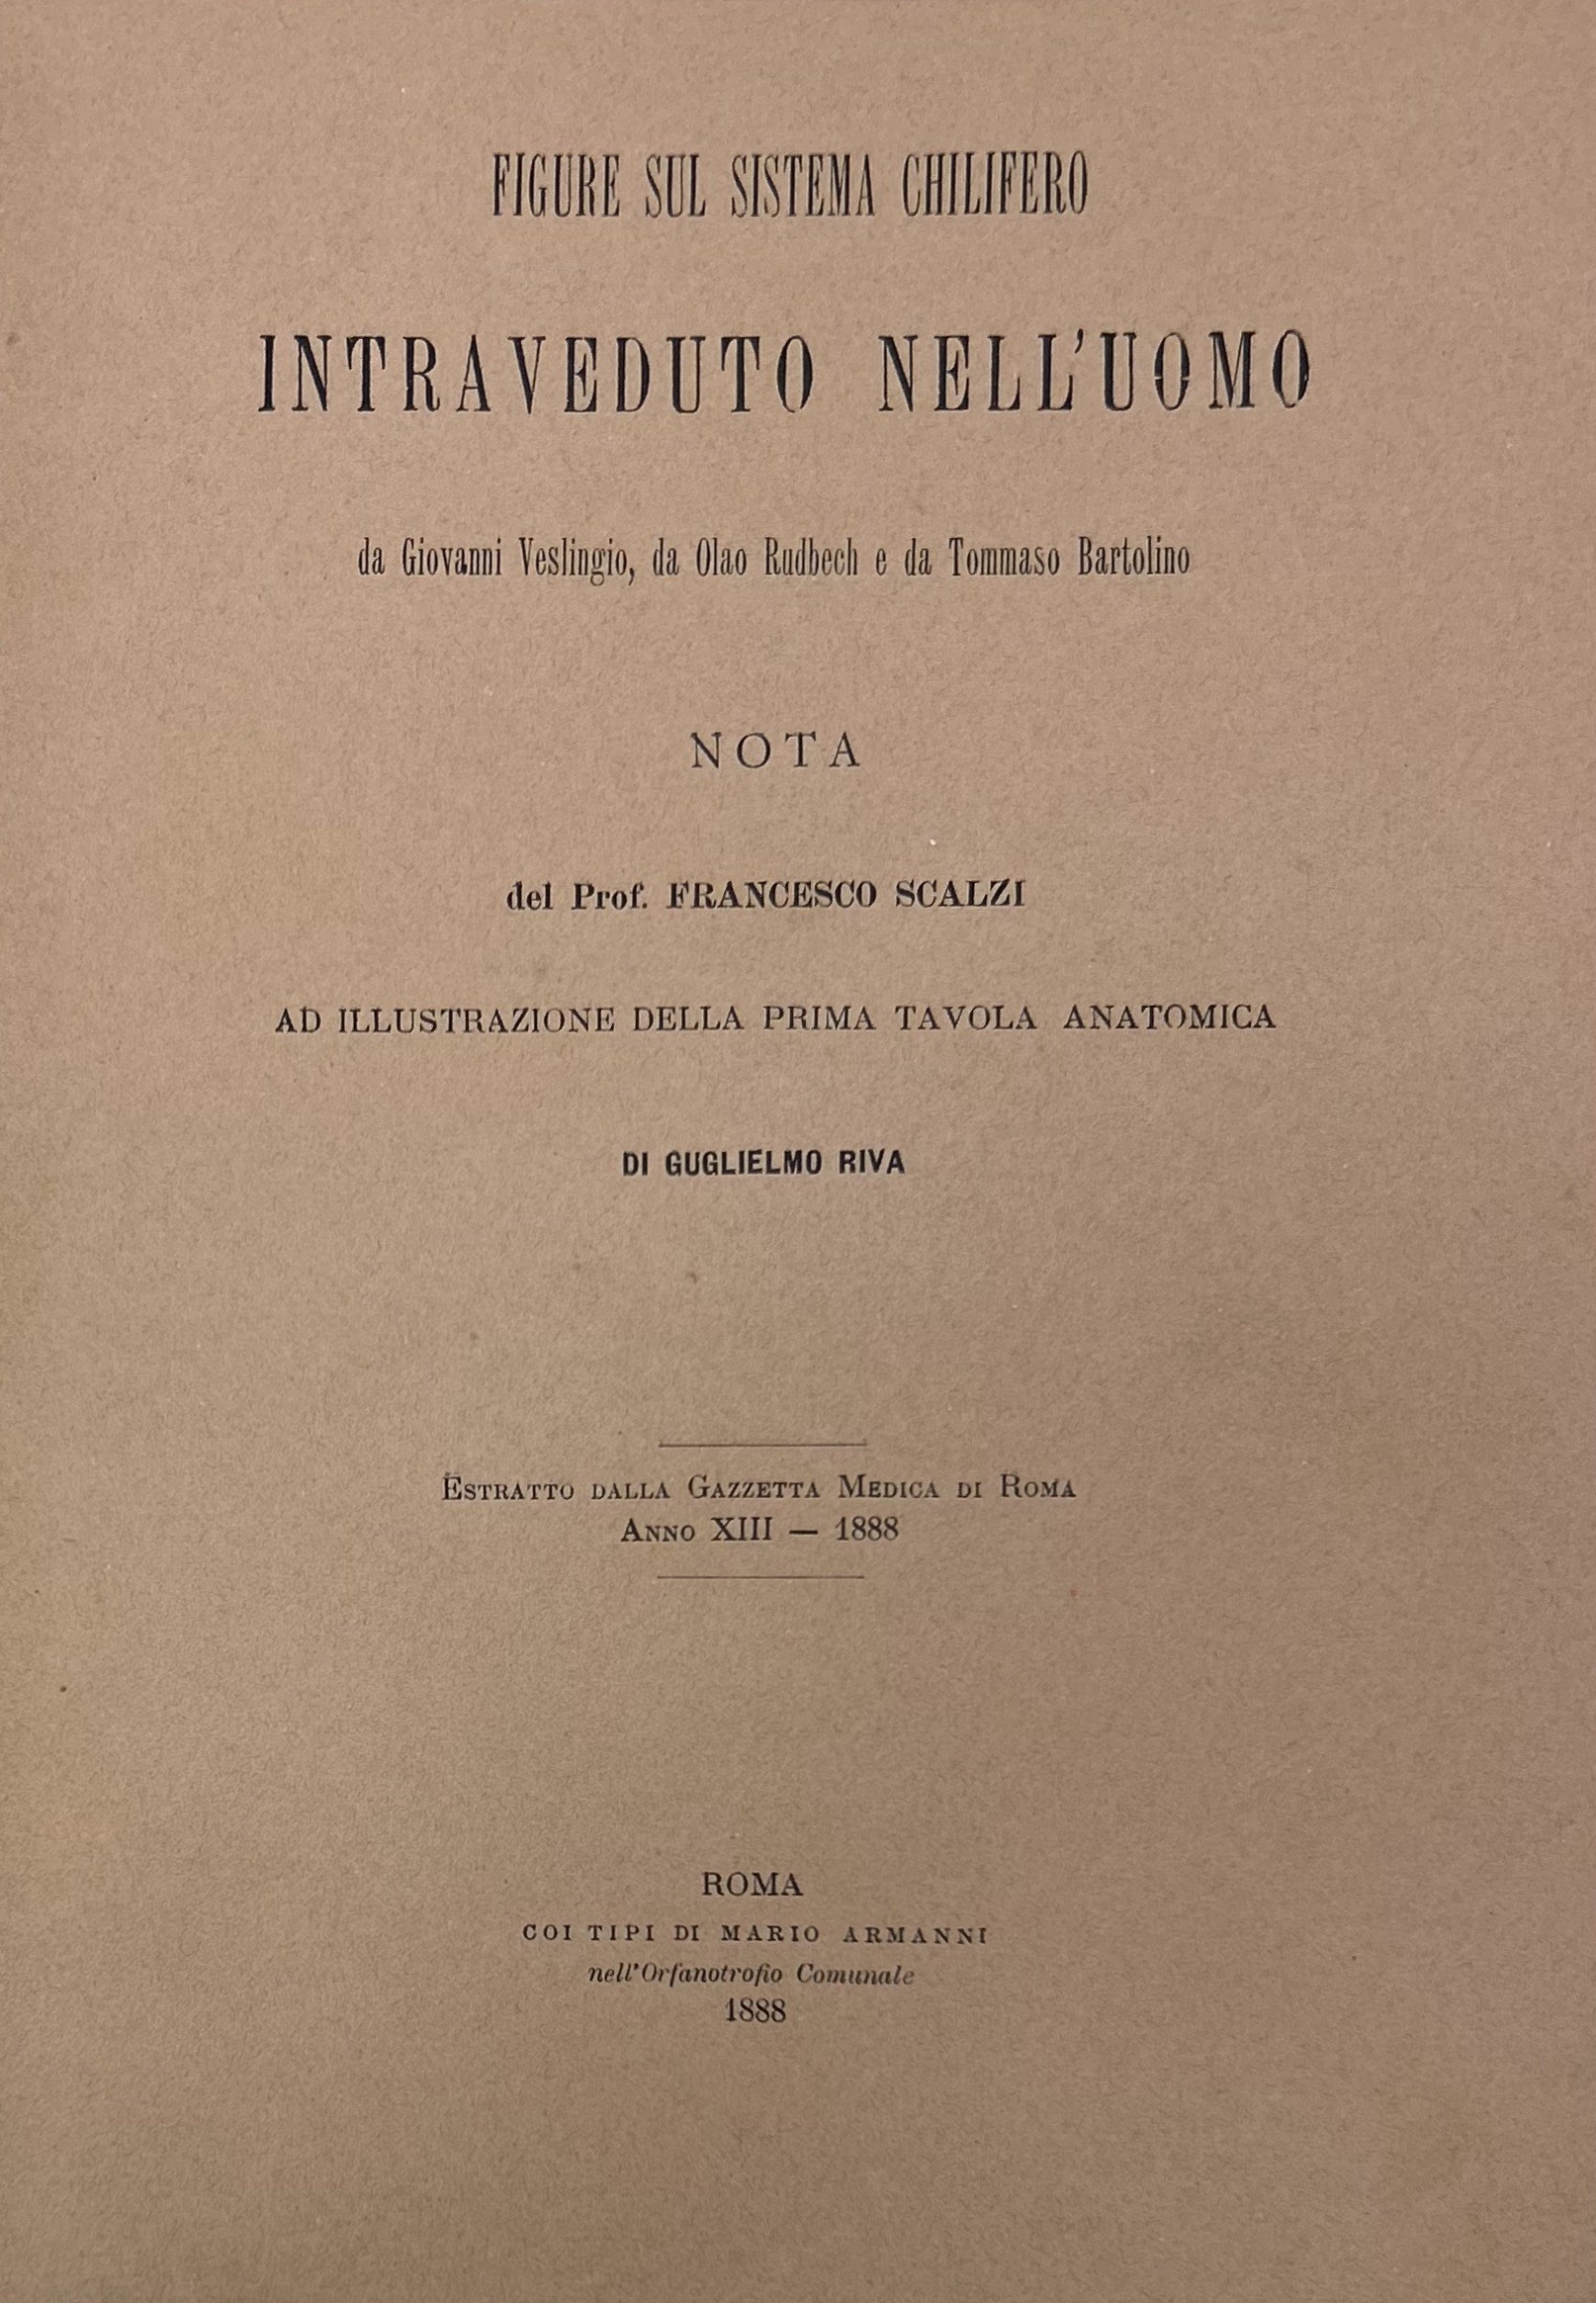 FIGURE SUL SISTEMA CHILIFERO
INTRAVEDUTO NELL'UOMO
da Giovanni Veslingio, da Olao Rudbech e da Tommaso Bartolino
NOTA
del Prof. FRANCESCO SCALZI
AD ILLUSTRAZIONE DELLA PRIMA TAVOLA ANATOMICA
DI GUGLIELMO RIVA
ESTRATTO DALLA GAZZETTA MEDICA DI ROMA
ANNO XIII — 1888
ROMA
COI TIPI DI MARIO ARMANNI
nell'Orfanotrofio Comunale
1888